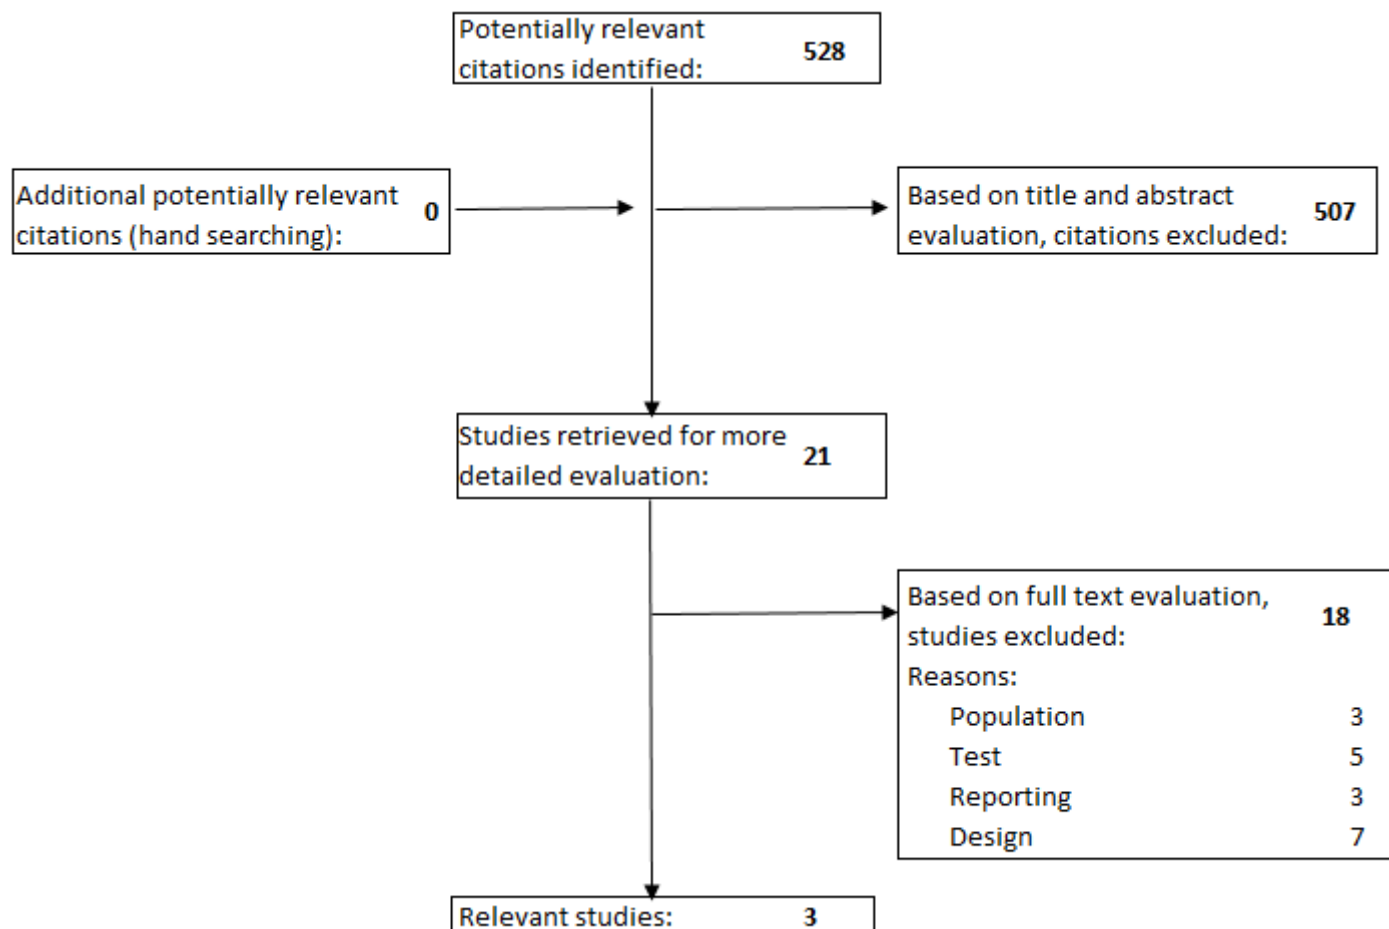 Potentially relevant
citations identified: 528
Additional potentially relevant
citations (hand searching): 0
Based on title and abstract
evaluation, citations excluded: 507
Studies retrieved for more
detailed evaluation: 21
Based on full text evaluation,
studies excluded: 18
Reasons:
Population 3
Test 5
Reporting 3
Design 7
Relevant studies: 3